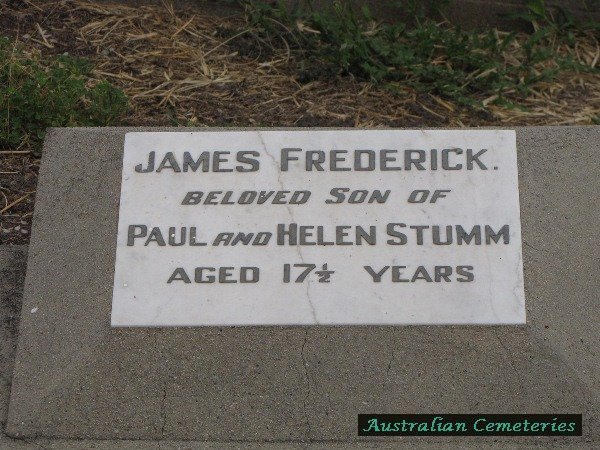 JAMES FREDERICK.
BELOVED SON OF
PAUL AND HELEN STUMM
AGED 17½ YEARS
Australian Cemeteries